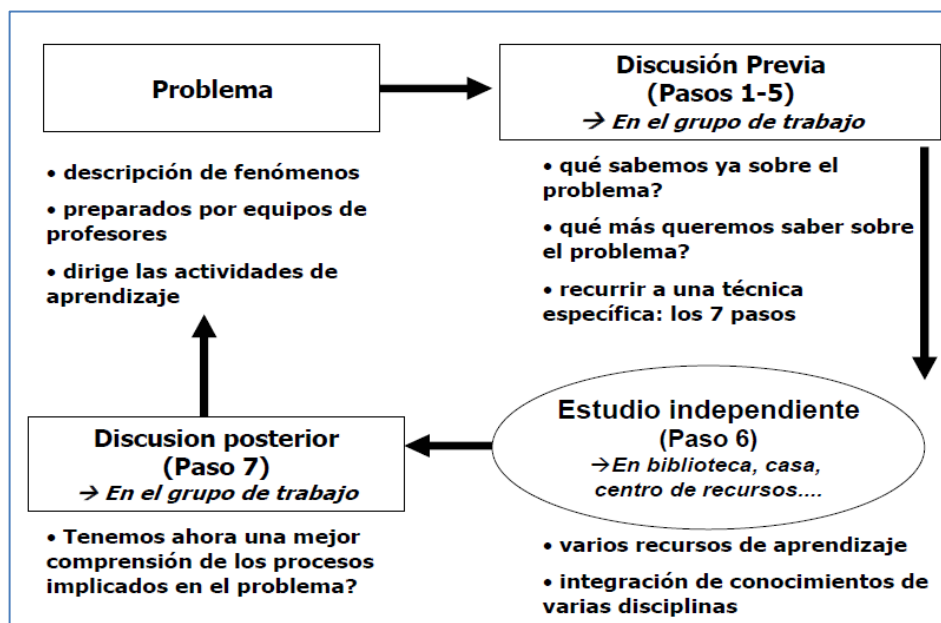 Problema
Discusión Previa
(Pasos 1-5)
→ En el grupo de trabajo
• descripción de fenómenos
• preparados por equipos de
profesores
• dirige las actividades de
aprendizaje
• qué sabemos ya sobre el
problema?
• qué más queremos saber sobre
el problema?
• recurrir a una técnica
específica: los 7 pasos
Estudio independiente
(Paso 6)
→En biblioteca, casa,
centro de recursos....
• varios recursos de aprendizaje
• integración de conocimientos de
varias disciplinas
Discusion posterior
(Paso 7)
→ En el grupo de trabajo
• Tenemos ahora una mejor
comprensión de los procesos
implicados en el problema?